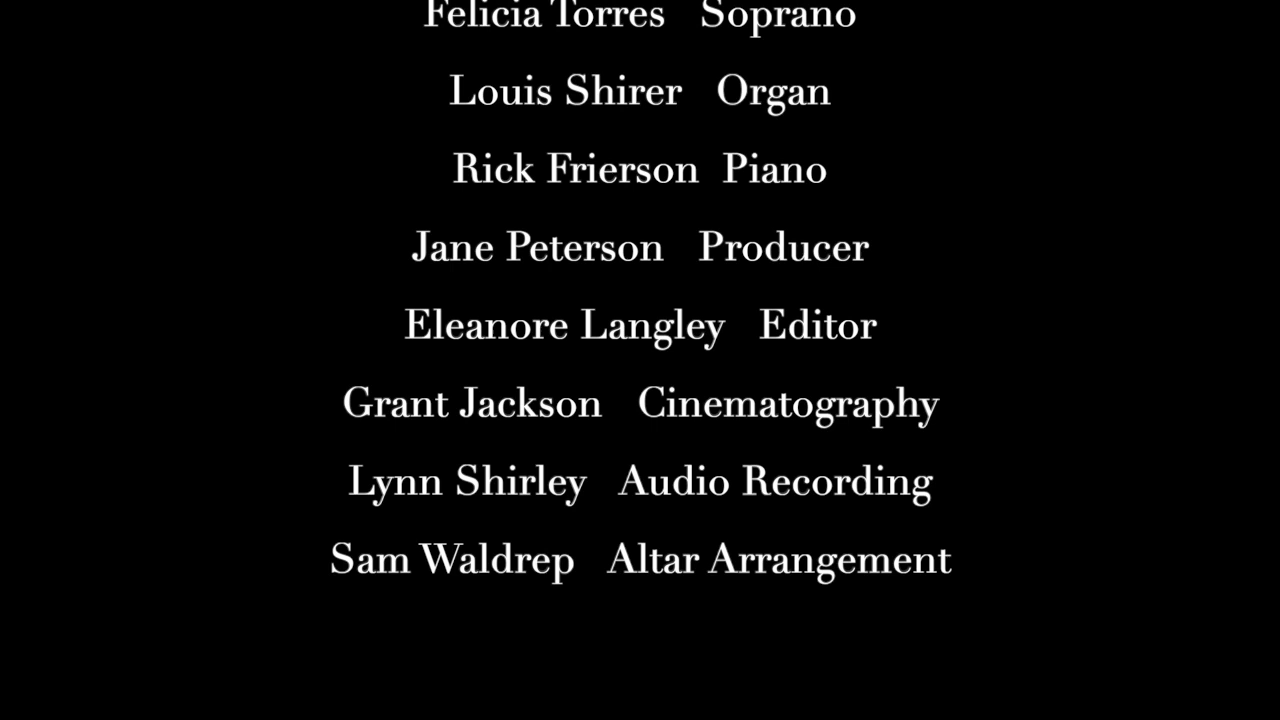 Felicia Torres Soprano
Louis Shirer Organ
Rick Frierson Piano
Jane Peterson Producer
Eleanore Langley Editor
Grant Jackson Cinematography
Lynn Shirley Audio Recording
Sam Waldrep Altar Arrangement